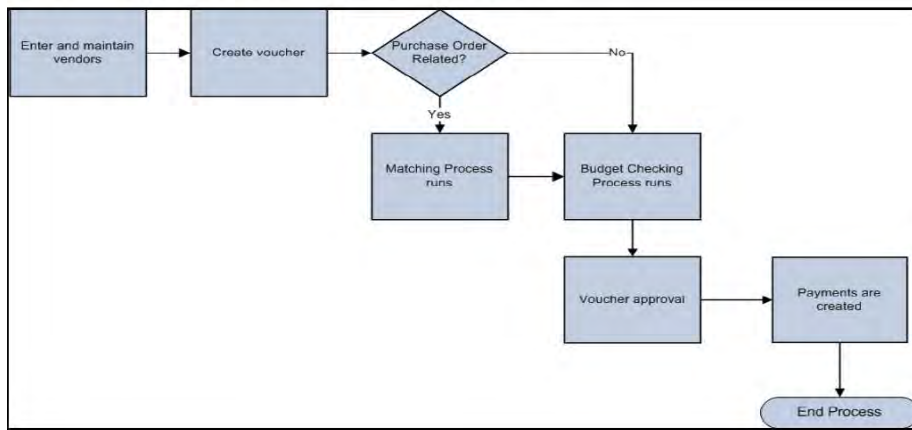 Enter and maintain
vendors
Create voucher
Purchase Order
Related?
No
Yes
Matching Process
runs
Budget Checking
Process runs
Voucher approval
Payments are
created
End Process